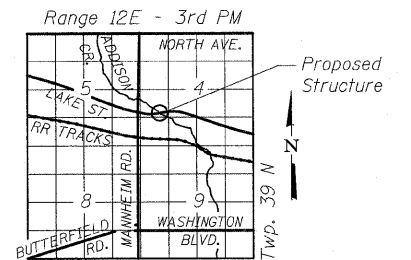 Range 12E - 3rd PM
NORTH AVE.
ADDISON
CR.
Proposed
Structure
5
4
LAKE ST.
RR TRACKS
N
MANNHEIM RD.
Twp. 39 N
8
9
WASHINGTON
BLVD.
BUTTERFIELD
RD.